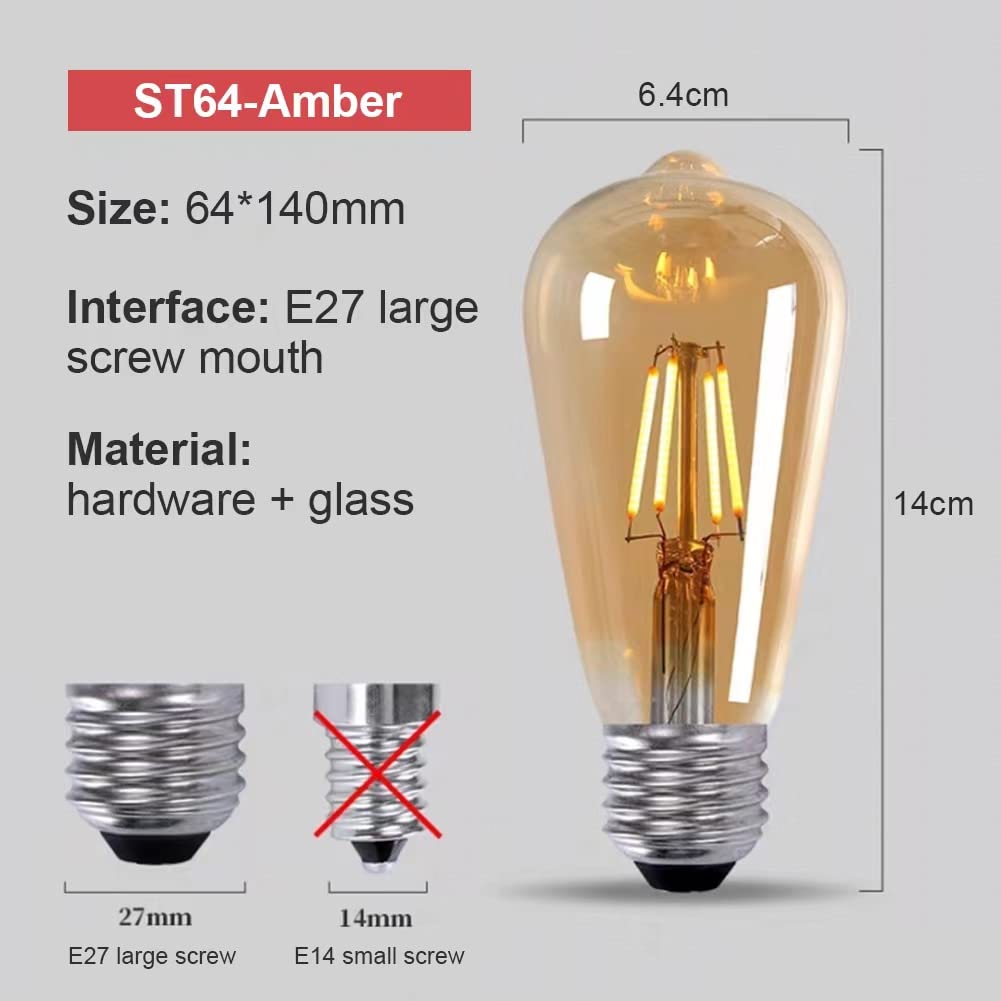 ST64-Amber
6.4cm
Size: 64*140mm
Interface: E27 large
screw mouth
Material:
hardware + glass
14cm
27mm
14mm
E27 large screw
E14 small screw